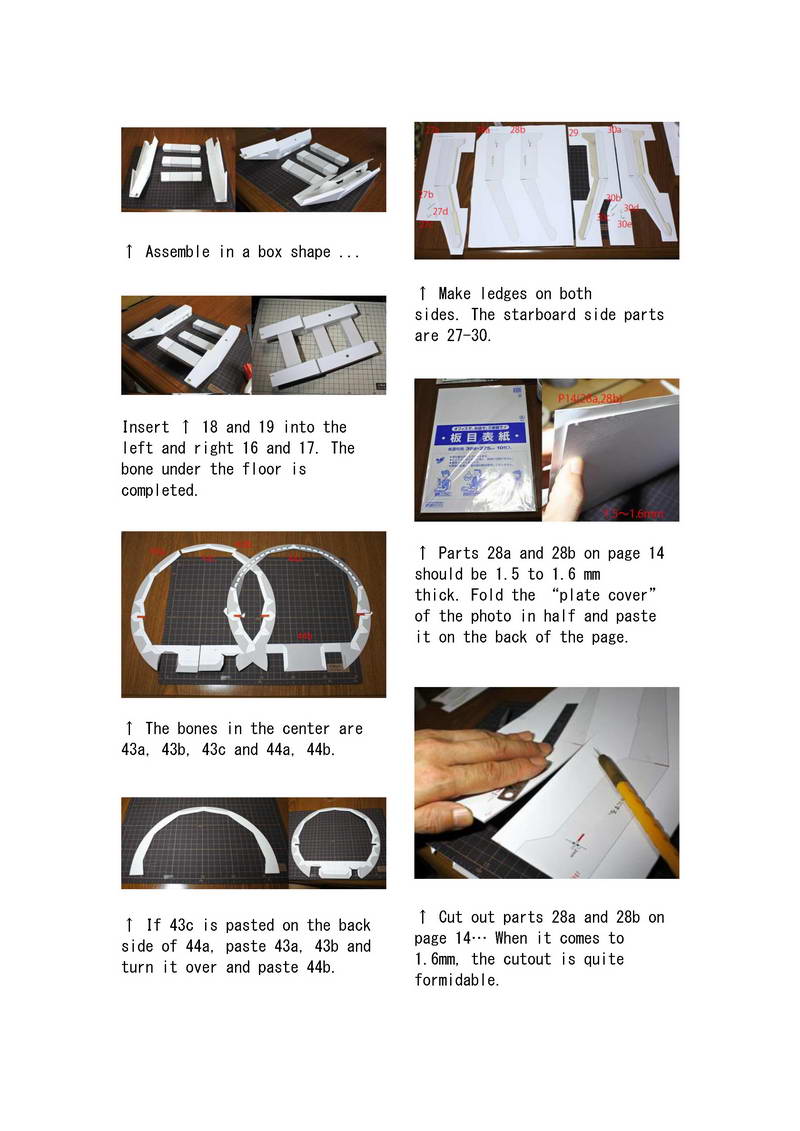 ↑ Assemble in a box shape ...
Insert ↑ 18 and 19 into the
left and right 16 and 17. The
bone under the floor is
completed.
44b
↑ The bones in the center are
43a, 43b, 43c and 44a, 44b.
↑ If 43c is pasted on the back
side of 44a, paste 43a, 43b and
turn it over and paste 44b.
28b
29
30a
27b
27d
30b
30d
30e
↑ Make ledges on both
sides. The starboard side parts
are 27-30.
P14(28a,28b)
・板目表紙・
1.5～1.6mm
↑ Parts 28a and 28b on page 14
should be 1.5 to 1.6 mm
thick. Fold the “plate cover”
of the photo in half and paste
it on the back of the page.
↑ Cut out parts 28a and 28b on
page 14… When it comes to
1.6mm, the cutout is quite
formidable.